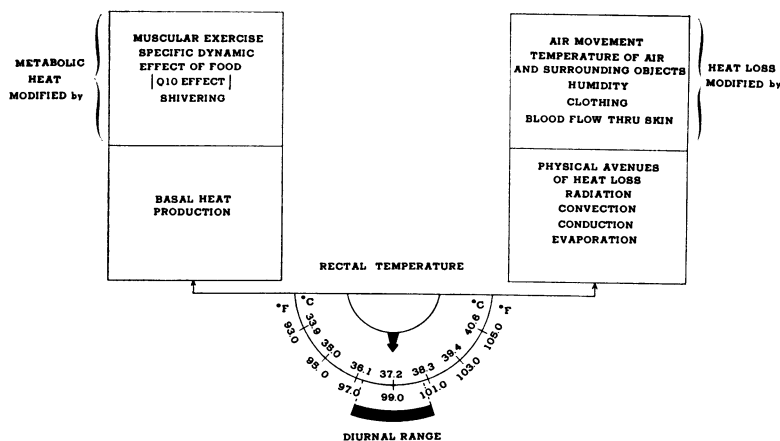 METABOLIC
HEAT
MODIFIED by
MUSCULAR EXERCISE
SPECIFIC DYNAMIC
EFFECT OF FOOD
|Q10 EFFECT|
SHIVERING
BASAL HEAT
PRODUCTION
AIR MOVEMENT
TEMPERATURE OF AIR
AND SURROUNDING OBJECTS
HUMIDITY
CLOTHING
BLOOD FLOW THRU SKIN
HEAT LOSS
MODIFIED by
PHYSICAL AVENUES
OF HEAT LOSS
RADIATION
CONVECTION
CONDUCTION
EVAPORATION
RECTAL TEMPERATURE
°F
°C
°C
°F
93.0
33.9
95.0
35.0
97.0
36.1
99.0
37.2
101.0
38.3
103.0
39.4
105.0
40.6
DIURNAL RANGE